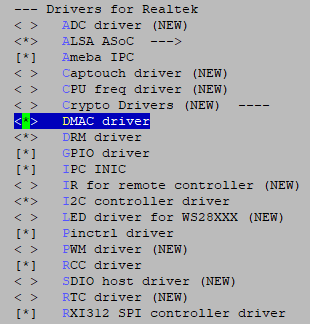 --- Drivers for Realtek
< > ADC driver (NEW)
<*> ALSA ASoC --->
[*] Ameba IPC
< > Captouch driver (NEW)
< > CPU freq driver (NEW)
< > Crypto Drivers (NEW) ----
<*> DMAC driver
<*> DRM driver
[*] GPIO driver
[*] IPC INIC
< > IR for remote controller (NEW)
<*> I2C controller driver
< > LED driver for WS28XXX (NEW)
[*] Pinctrl driver
< > PWM driver (NEW)
[*] RCC driver
< > SDIO host driver (NEW)
< > RTC driver (NEW)
[*] RXI312 SPI controller driver